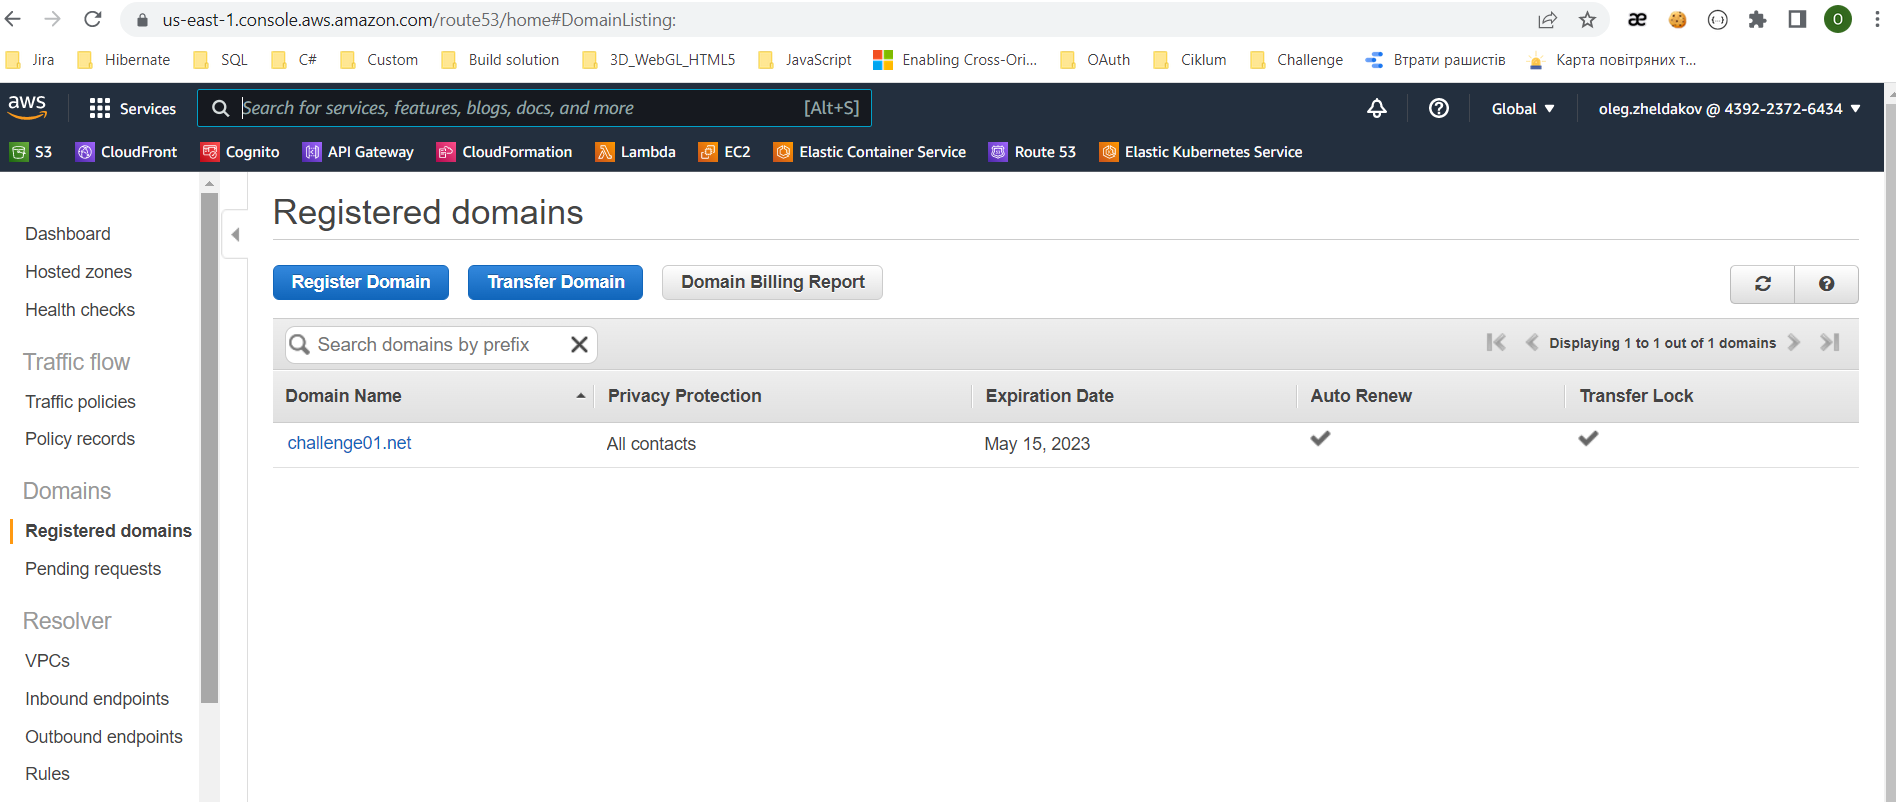 us-east-1.console.aws.amazon.com/route53/home#DomainListing:
æ
O
Jira Hibernate SQL C# Custom Build solution 3D_WebGL_HTML5 JavaScript Enabling Cross-Ori... OAuth Ciklum Challenge Втрати рашистів Карта повітряних т...
aws Services Search for services, features, blogs, docs, and more [Alt+S] Global oleg.zheldakov @ 4392-2372-6434
S3 CloudFront Cognito API Gateway CloudFormation Lambda EC2 Elastic Container Service Route 53 Elastic Kubernetes Service
Dashboard
Hosted zones
Health checks
Traffic flow
Traffic policies
Policy records
Domains
Registered domains
Pending requests
Resolver
VPCs
Inbound endpoints
Outbound endpoints
Rules
Registered domains
Register Domain Transfer Domain Domain Billing Report
Search domains by prefix Displaying 1 to 1 out of 1 domains
Domain Name Privacy Protection Expiration Date Auto Renew Transfer Lock
challenge01.net All contacts May 15, 2023